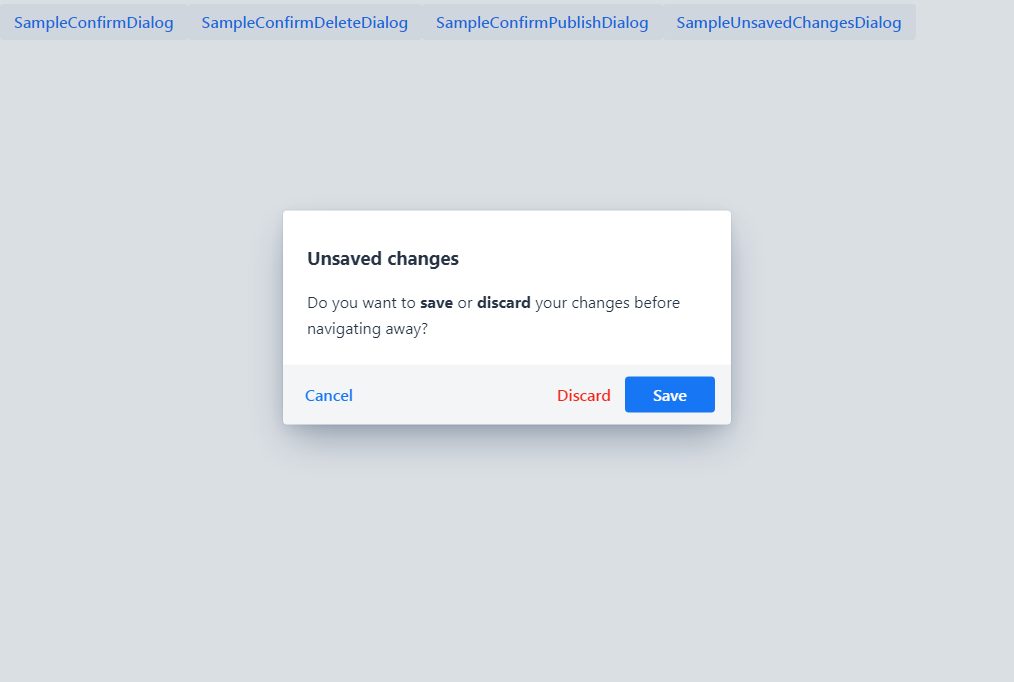 SampleConfirmDialog SampleConfirmDeleteDialog SampleConfirmPublishDialog SampleUnsavedChangesDialog
Unsaved changes
Do you want to save or discard your changes before
navigating away?
Cancel Discard Save